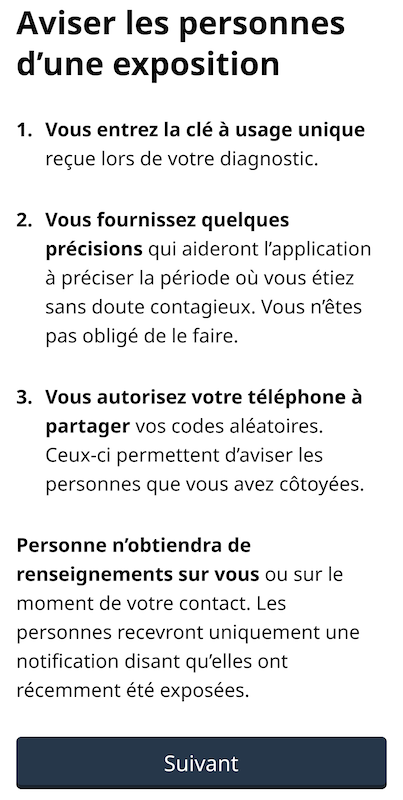 Aviser les personnes
d’une exposition
1. Vous entrez la clé à usage unique
reçue lors de votre diagnostic.
2. Vous fournissez quelques
précisions qui aideront l’application
à préciser la période où vous étiez
sans doute contagieux. Vous n’êtes
pas obligé de le faire.
3. Vous autorisez votre téléphone à
partager vos codes aléatoires.
Ceux-ci permettent d’aviser les
personnes que vous avez côtoyées.
Personne n’obtiendra de
renseignements sur vous ou sur le
moment de votre contact. Les
personnes recevront uniquement une
notification disant qu’elles ont
récemment été exposées.
Suivant